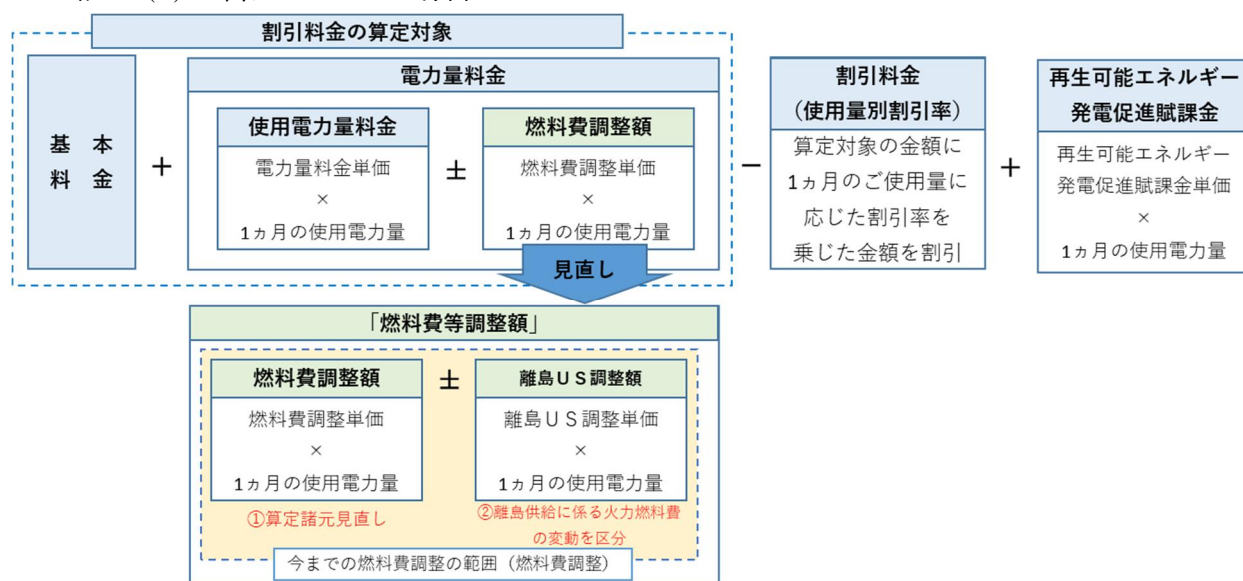 割引料金の算定対象
基 本
料 金
＋
電力量料金
使用電力量料金
電力量料金単価
×
1ヵ月の使用電力量
±
燃料費調整額
燃料費調整単価
×
1ヵ月の使用電力量
－
割引料金
（使用量別割引率）
算定対象の金額に
1ヵ月のご使用量に
応じた割引率を
乗じた金額を割引
＋
再生可能エネルギー
発電促進賦課金
再生可能エネルギー
発電促進賦課金単価
×
1ヵ月の使用電力量
見直し
「燃料費等調整額」
燃料費調整額
燃料費調整単価
×
1ヵ月の使用電力量
①算定諸元見直し
±
離島ＵＳ調整額
離島ＵＳ調整単価
×
1ヵ月の使用電力量
②離島供給に係る火力燃料費
の変動を区分
今までの燃料費調整の範囲（燃料費調整）